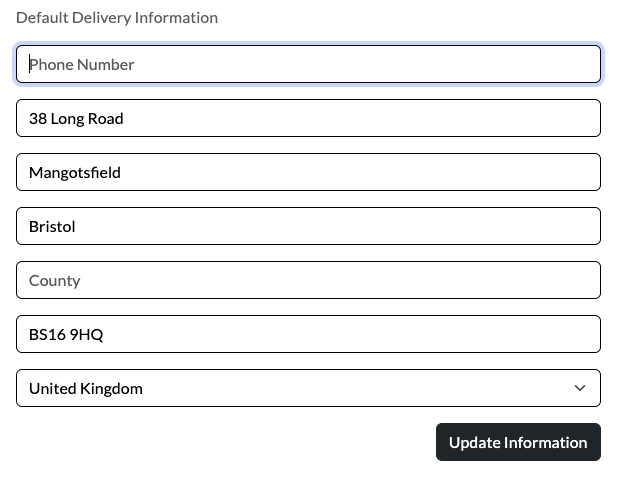 Default Delivery Information
Phone Number
38 Long Road
Mangotsfield
Bristol
County
BS16 9HQ
United Kingdom
Update Information